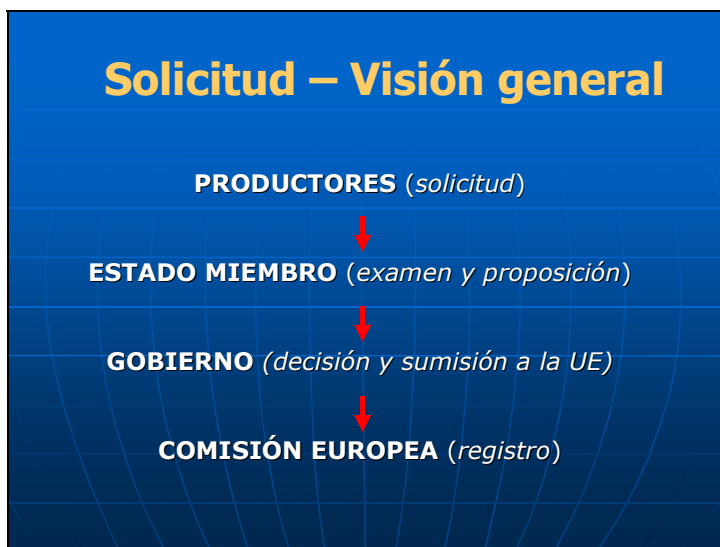 Solicitud – Visión general
PRODUCTORES (solicitud)
ESTADO MIEMBRO (examen y proposición)
GOBIERNO (decisión y sumisión a la UE)
COMISIÓN EUROPEA (registro)